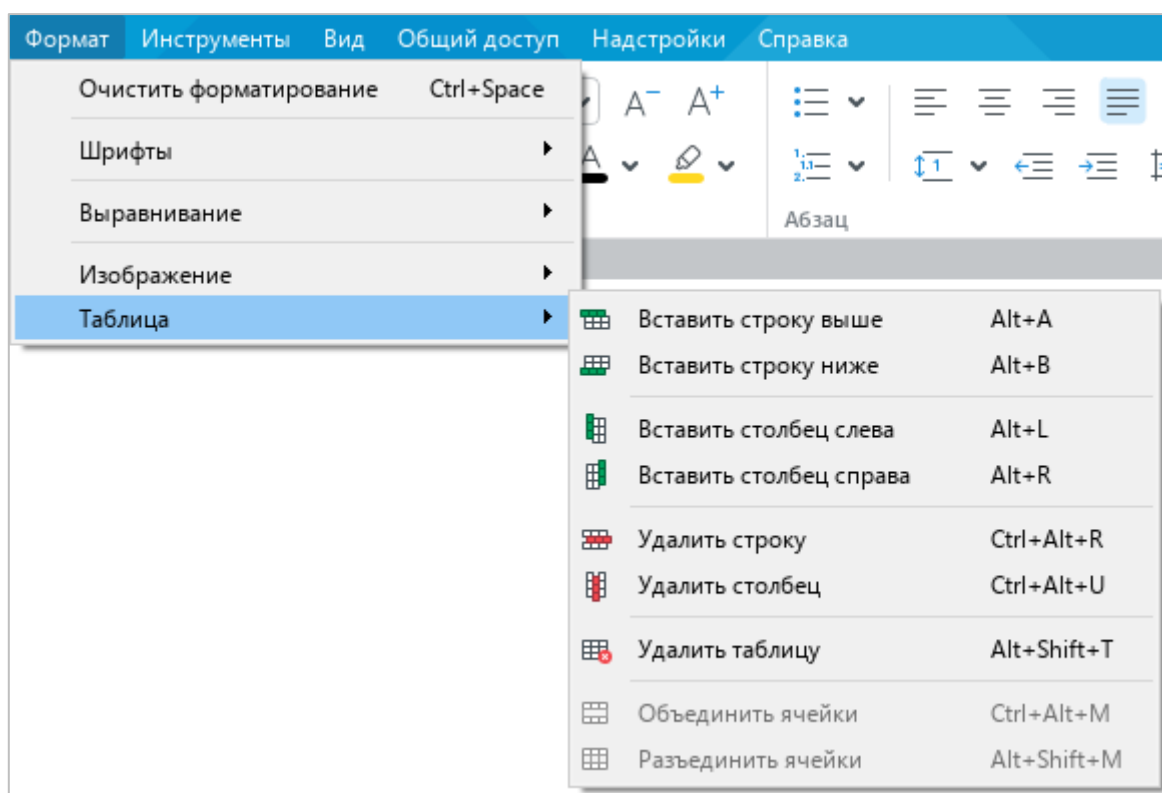 Формат Инструменты Вид Общий доступ Надстройки Справка
Очистить форматирование Ctrl+Space
Шрифты
Выравнивание
Изображение
Таблица
Абзац
Вставить строку выше Alt+A
Вставить строку ниже Alt+B
Вставить столбец слева Alt+L
Вставить столбец справа Alt+R
Удалить строку Ctrl+Alt+R
Удалить столбец Ctrl+Alt+U
Удалить таблицу Alt+Shift+T
Объединить ячейки Ctrl+Alt+M
Разъединить ячейки Alt+Shift+M